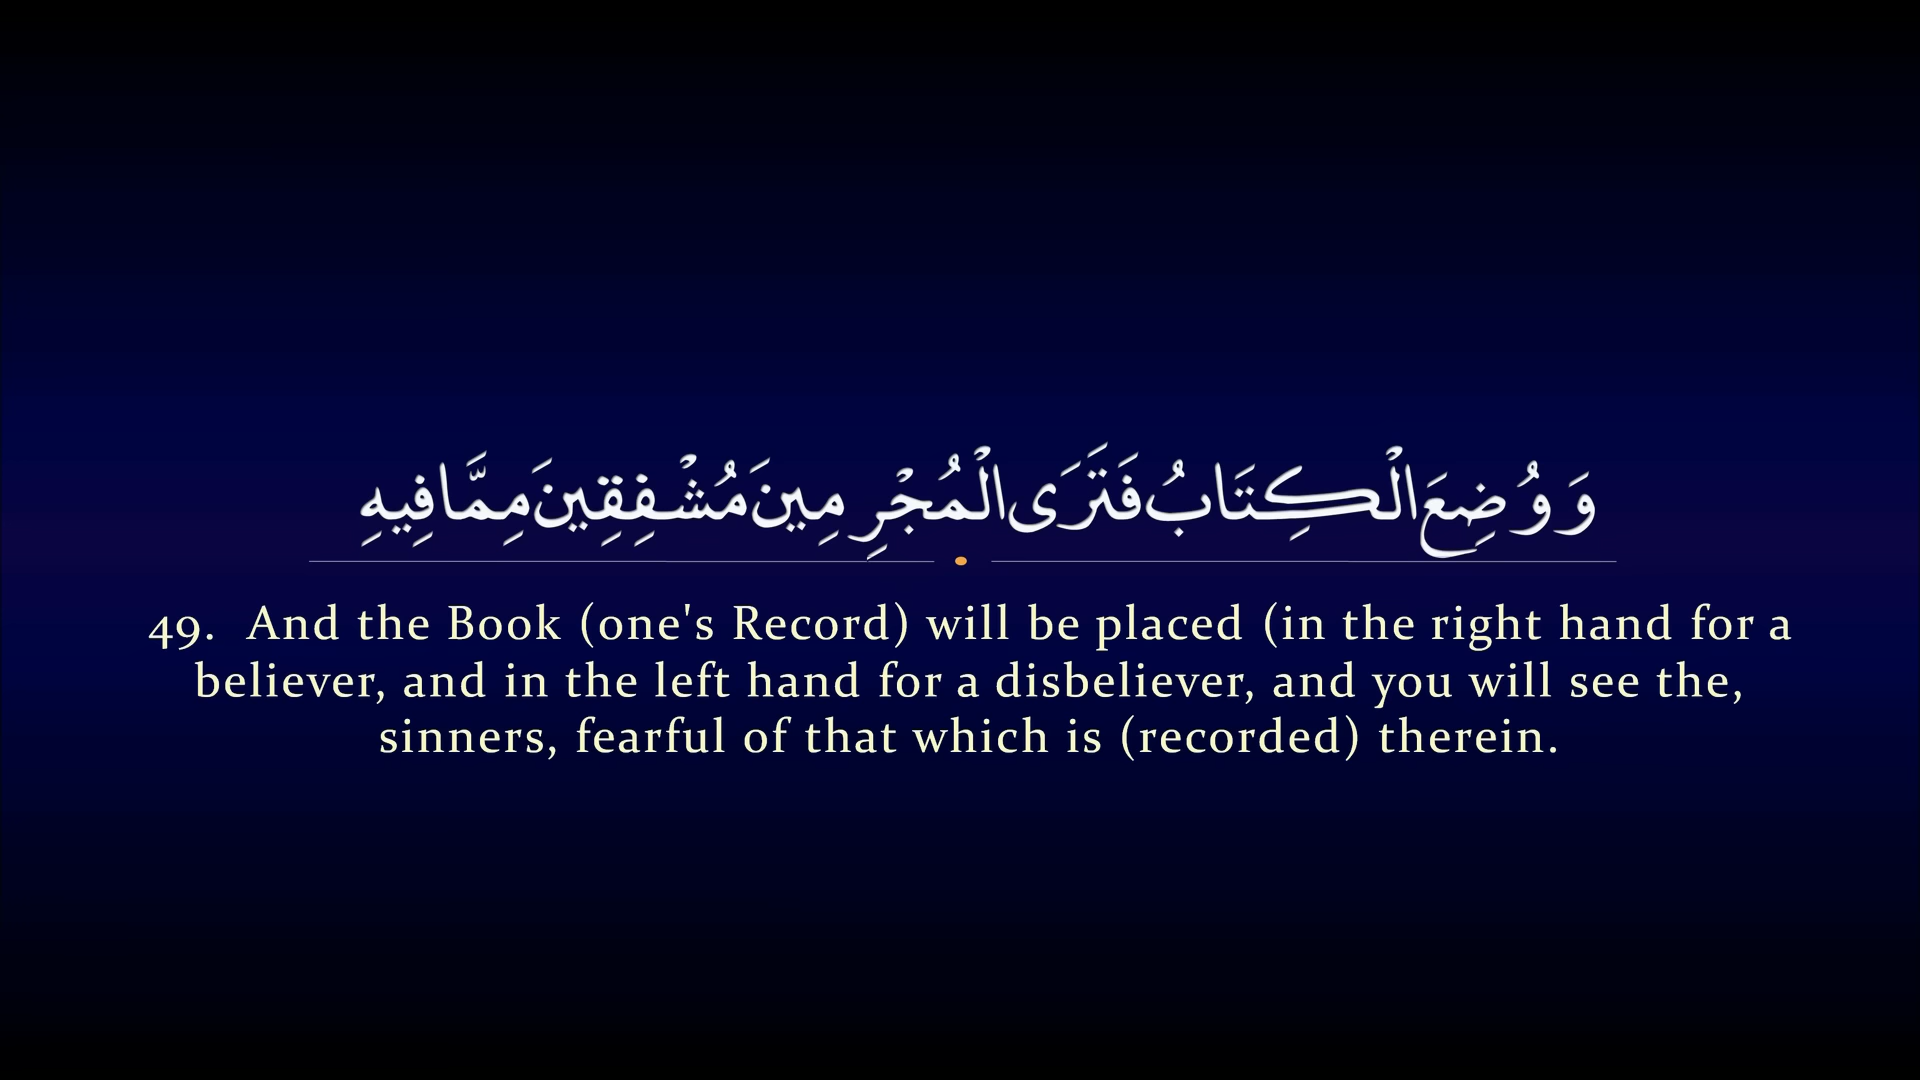 وَوُضِعَ الْكِتَابُ فَتَرَى الْمُجْرِمِينَ مُشْفِقِينَ مِمَّا فِيهِ
49. And the Book (one's Record) will be placed (in the right hand for a
believer, and in the left hand for a disbeliever, and you will see the,
sinners, fearful of that which is (recorded) therein.